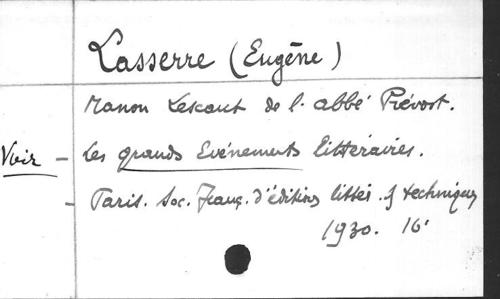 Lasserre (Eugène)
Manon Lescaut de l'abbé Prévost.
Voir - Les grands Evénements littéraires.
- Paris. Soc. Franç. d'éditions littér. & techniques
1930. 16°